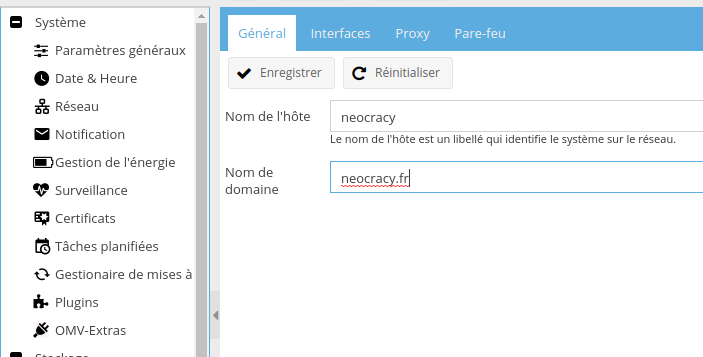 Système
Paramètres généraux
Date & Heure
Réseau
Notification
Gestion de l'énergie
Surveillance
Certificats
Tâches planifiées
Gestionaire de mises à
Plugins
OMV-Extras
Général
Interfaces
Proxy
Pare-feu
Enregistrer
Réinitialiser
Nom de l'hôte
neocracy
Le nom de l'hôte est un libellé qui identifie le système sur le réseau.
Nom de
domaine
neocracy.fr